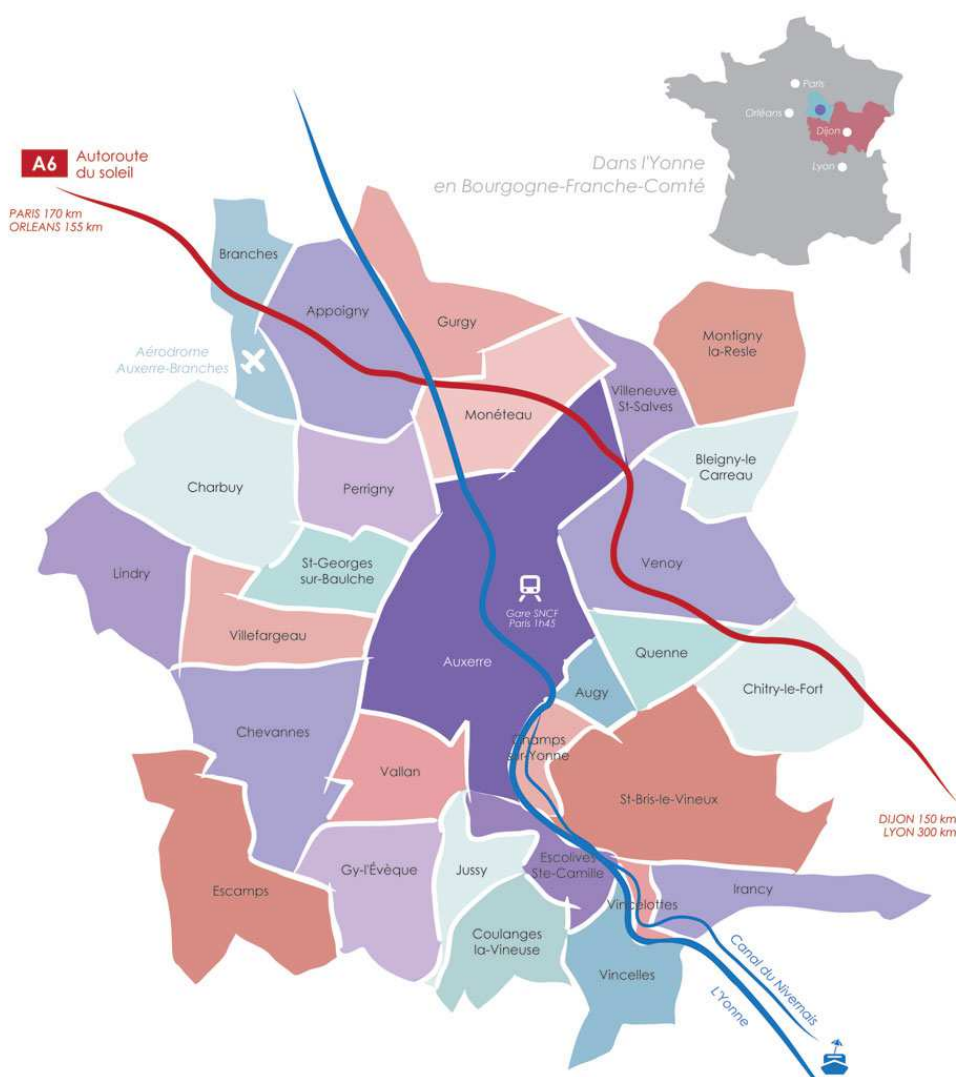 Paris
Orléans
Dijon
Lyon
Dans l'Yonne
en Bourgogne-Franche-Comté
A6
Autoroute
du soleil
PARIS 170 km
ORLEANS 155 km
Branches
Appoigny
Gurgy
Montigny
la-Resle
Aérodrome
Auxerre-Branches
Villeneuve
St-Salves
Monéteau
Bleigny-le
Carreau
Charbuy
Perrigny
Venoy
St-Georges
sur-Baulche
Lindry
Gare SNCF
Paris 1h45
Villefargeau
Auxerre
Quenne
Augy
Chitry-le-Fort
Chevannes
Champs
sur-Yonne
Vallan
St-Bris-le-Vineux
DIJON 150 km
LYON 300 km
Escamps
Gy-l'Évèque
Jussy
Escolives
Ste-Camille
Irancy
Vincelottes
Coulanges
la-Vineuse
Vincelles
Canal du Nivernais
L'Yonne